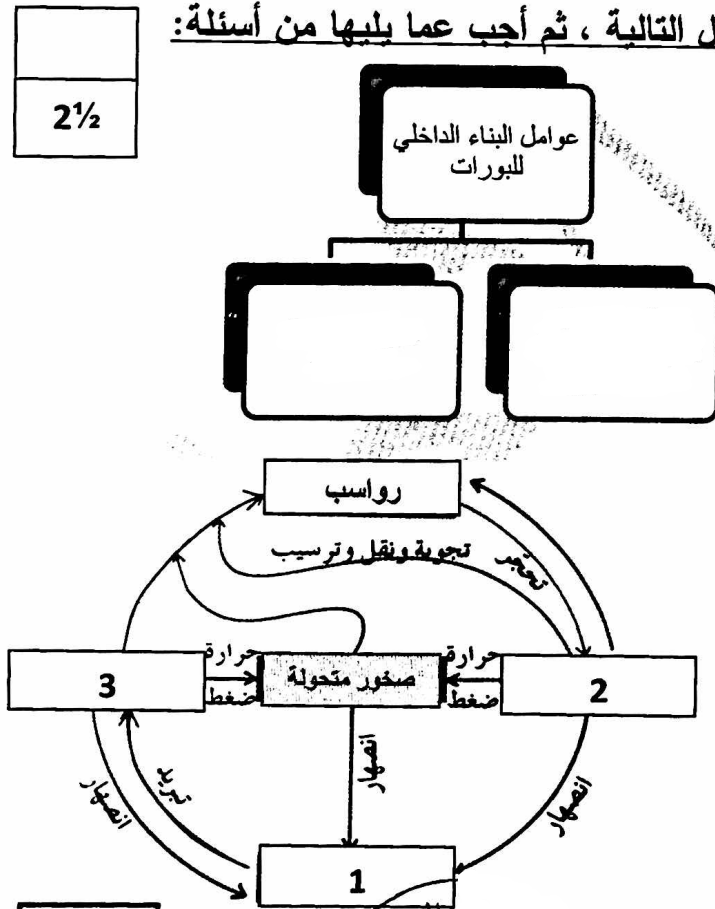 ل التالية ، ثم أجب عما يليها من أسئلة:
2½
عوامل البناء الداخلي
للبورات
رواسب
تجوية ونقل وترسيب
تحجر
3
حرارة
ضغط
صخور متحولة
حرارة
ضغط
2
انصهار
تبريد
انصهار
انصهار
1